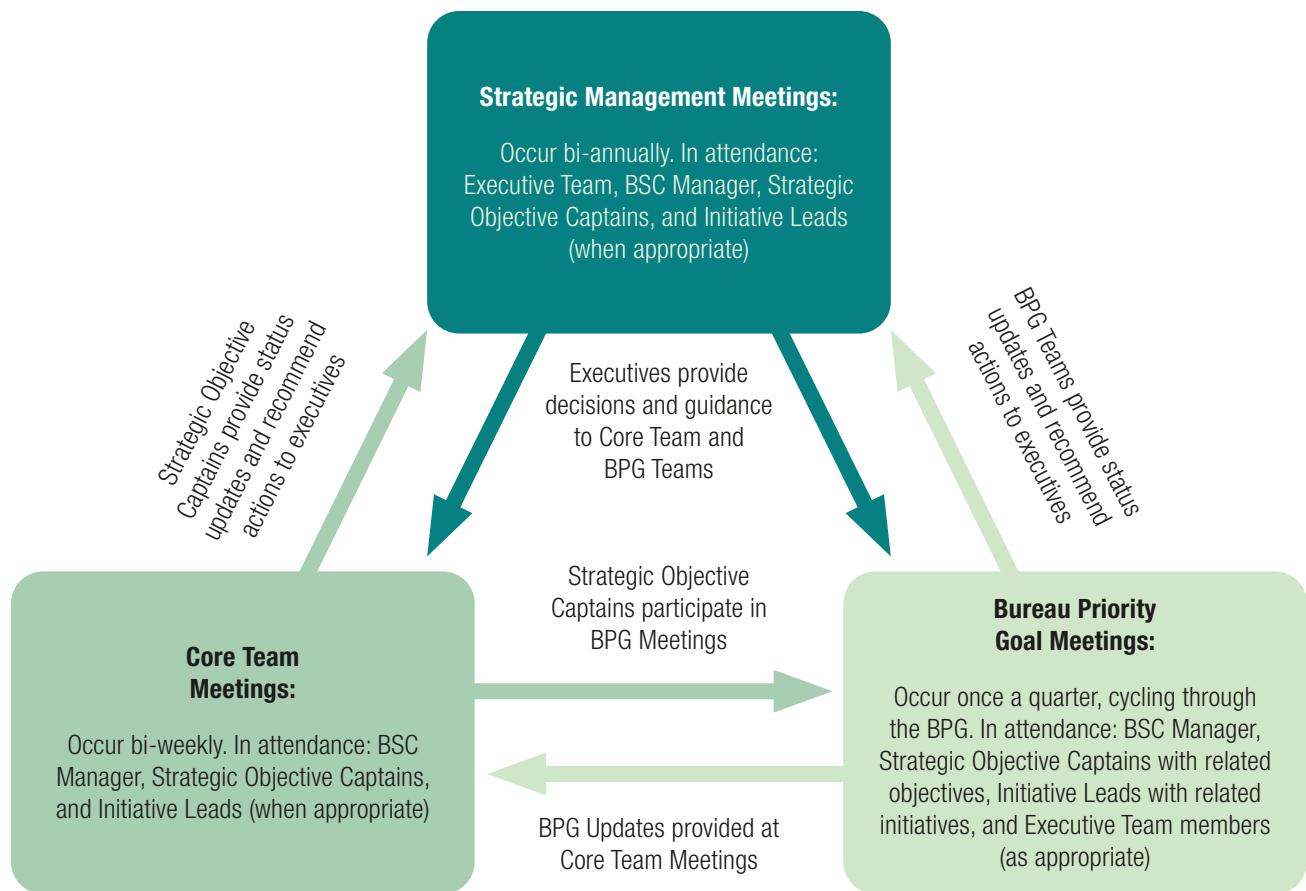 Strategic Management Meetings:
Occur bi-annually. In attendance:
Executive Team, BSC Manager, Strategic
Objective Captains, and Initiative Leads
(when appropriate)
Strategic Objective
Captains provide status
updates and recommend
actions to executives
Executives provide
decisions and guidance
to Core Team and
BPG Teams
BPG Teams provide status
updates and recommend
actions to executives
Strategic Objective
Captains participate in
BPG Meetings
Core Team
Meetings:
Occur bi-weekly. In attendance: BSC
Manager, Strategic Objective Captains,
and Initiative Leads (when appropriate)
Bureau Priority
Goal Meetings:
Occur once a quarter, cycling through
the BPG. In attendance: BSC Manager,
Strategic Objective Captains with related
objectives, Initiative Leads with related
initiatives, and Executive Team members
(as appropriate)
BPG Updates provided at
Core Team Meetings